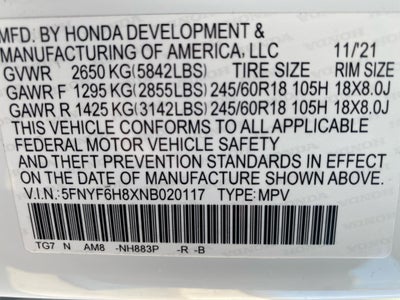 MFD. BY HONDA DEVELOPMENT &
MANUFACTURING OF AMERICA, LLC 11/21
GVWR 2650 KG(5842LBS) TIRE SIZE RIM SIZE
GAWR F 1295 KG(2855LBS) 245/60R18 105H 18X8.0J
GAWR R 1425 KG(3142LBS) 245/60R18 105H 18X8.0J
THIS VEHICLE CONFORMS TO ALL APPLICABLE
FEDERAL MOTOR VEHICLE SAFETY
AND THEFT PREVENTION STANDARDS IN EFFECT
ON THE DATE OF MANUFACTURE SHOWN ABOVE.
V.I.N.: 5FNYF6H8XNB020117 TYPE: MPV
TG7 N AM8 -NH883P -R -B